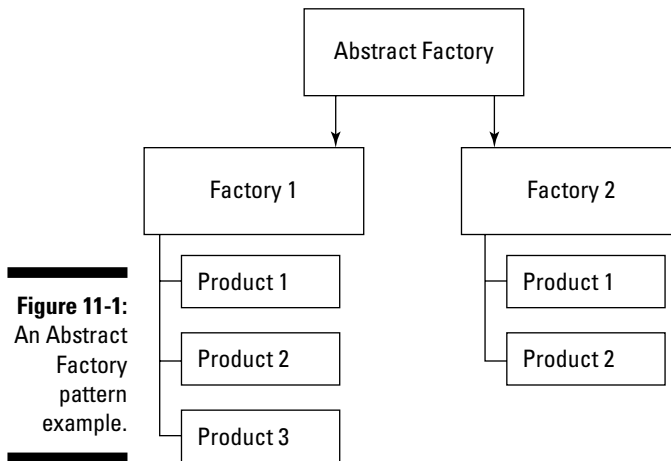 Abstract Factory
Factory 1
Factory 2
Product 1
Product 1
Product 2
Product 2
Product 3
Figure 11-1:
An Abstract
Factory
pattern
example.